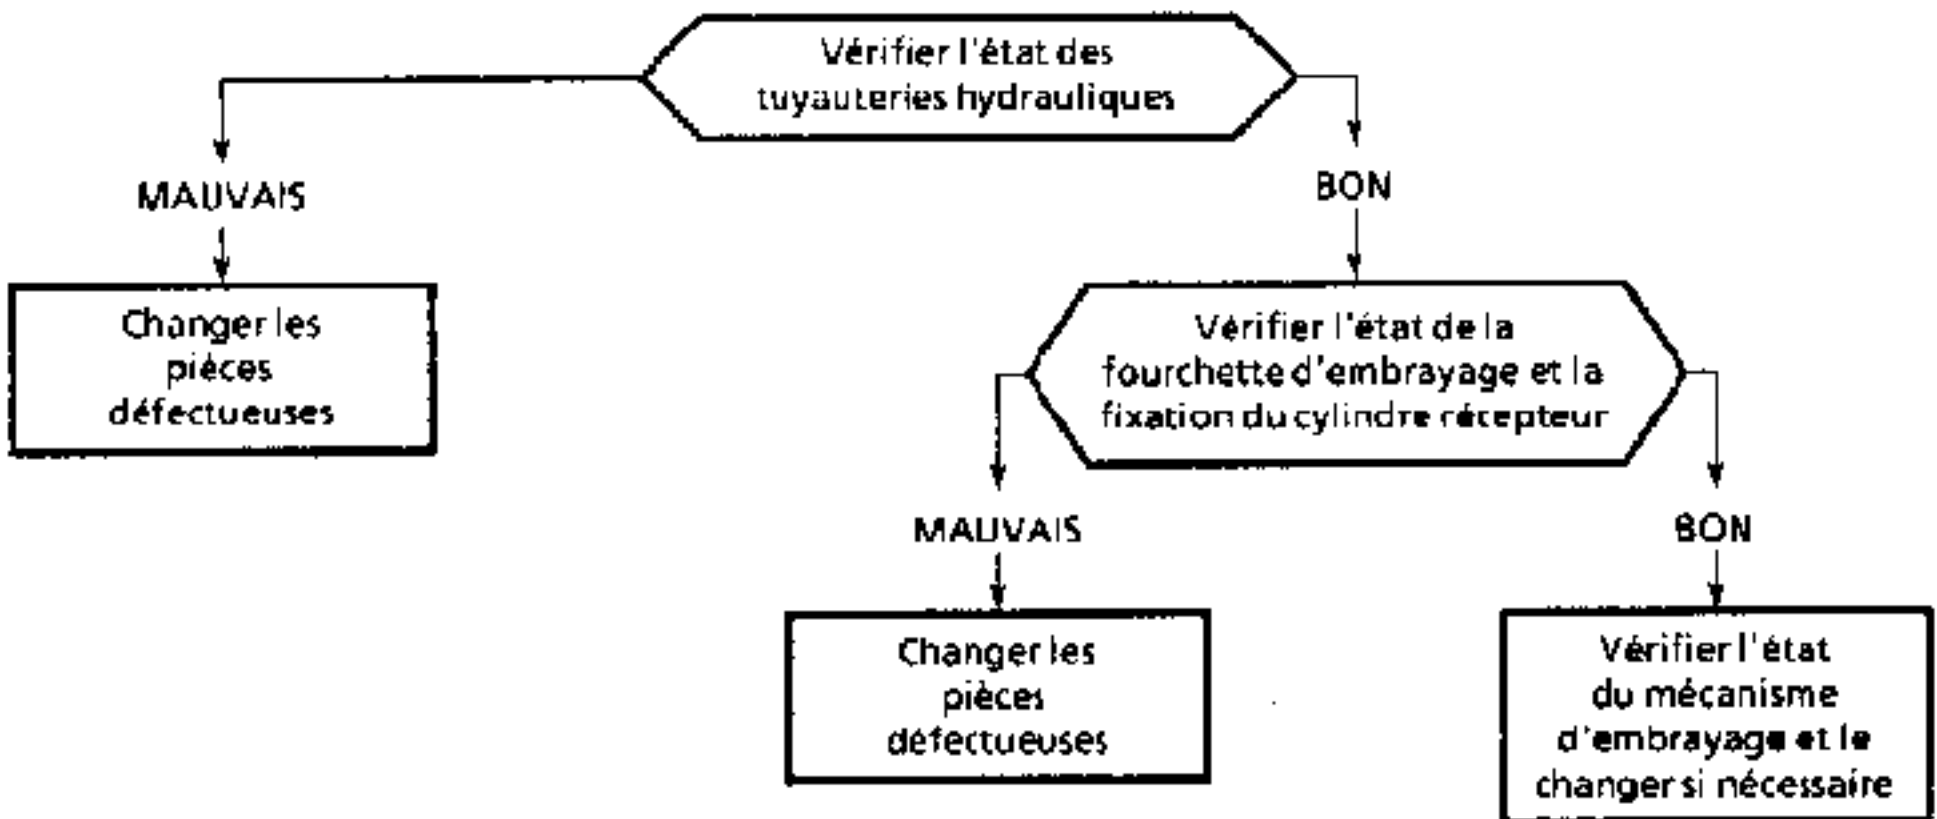 Vérifier l'état des
tuyauteries hydrauliques
MAUVAIS
BON
Changer les
pièces
défectueuses
Vérifier l'état de la
fourchette d'embrayage et la
fixation du cylindre récepteur
MAUVAIS
BON
Changer les
pièces
défectueuses
Vérifier l'état
du mécanisme
d'embrayage et le
changer si nécessaire